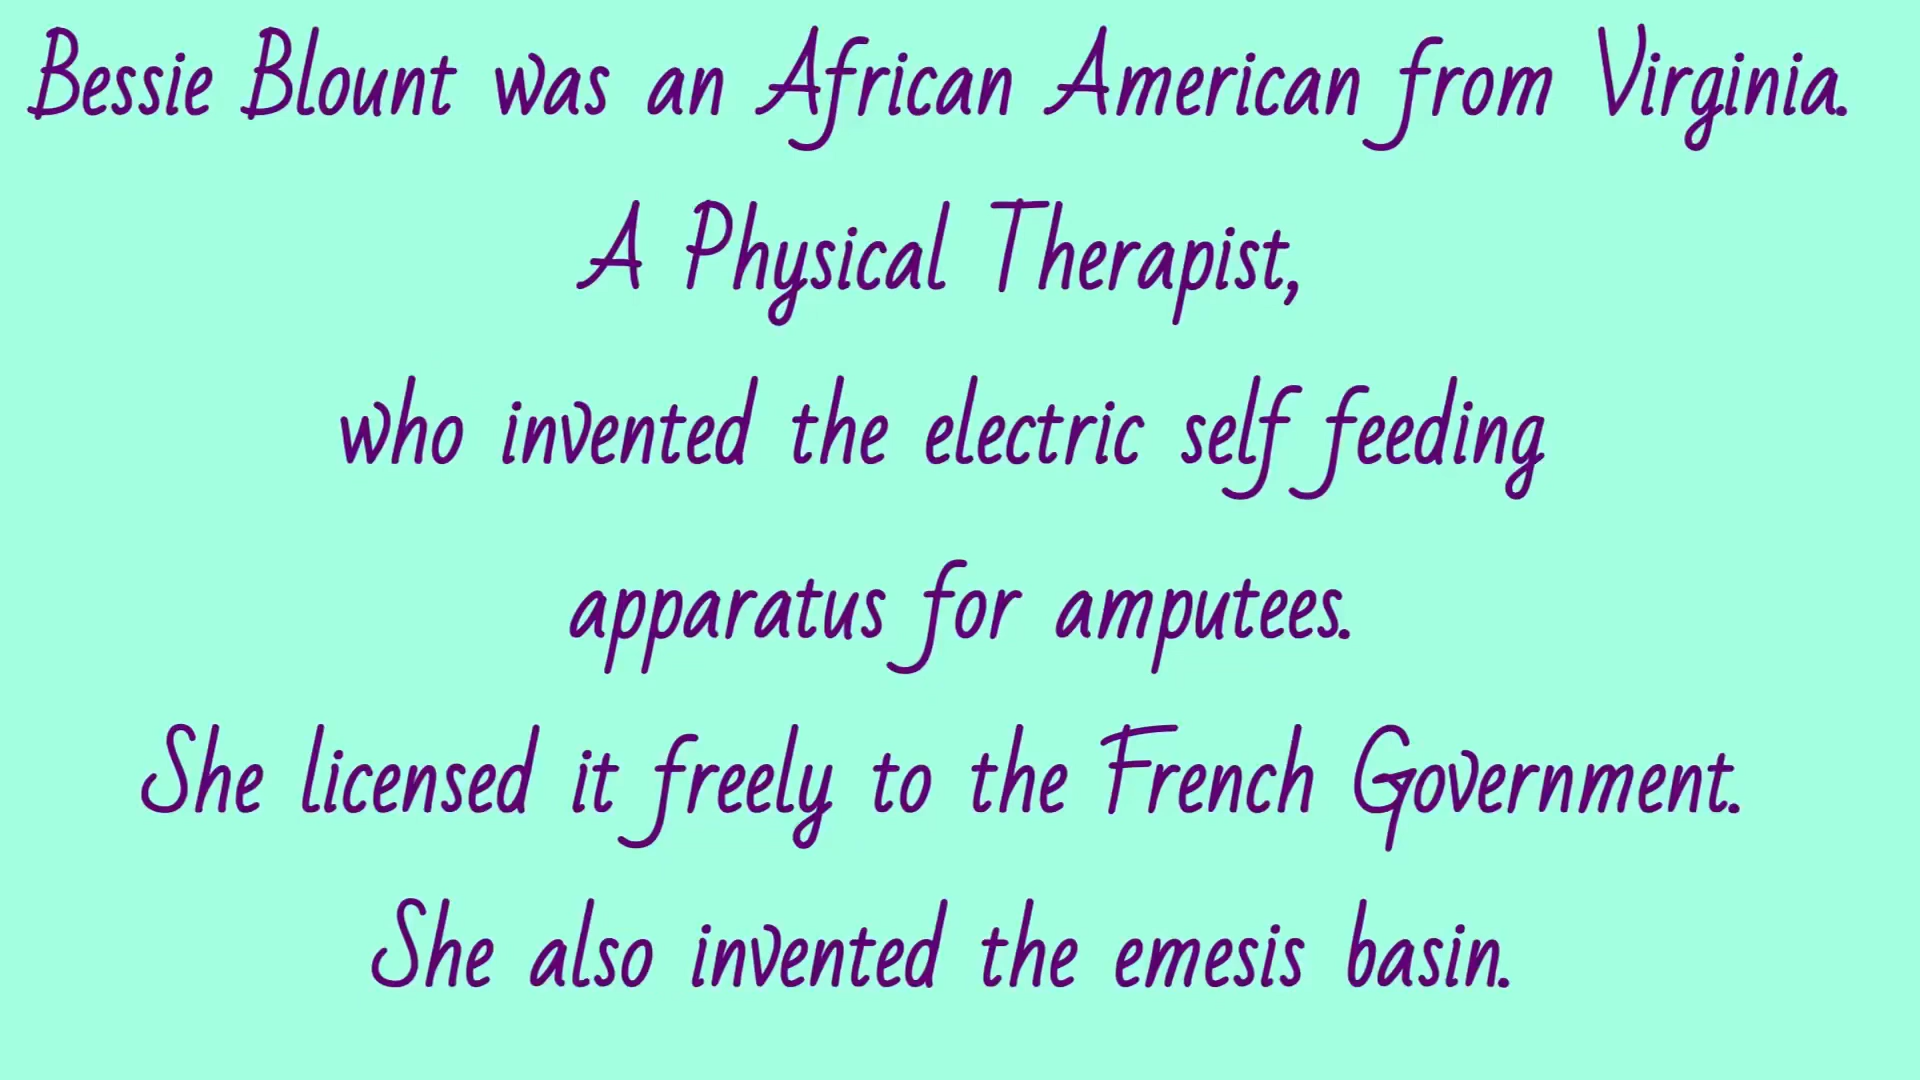 Bessie Blount was an African American from Virginia.
A Physical Therapist,
who invented the electric self feeding
apparatus for amputees.
She licensed it freely to the French Government.
She also invented the emesis basin.